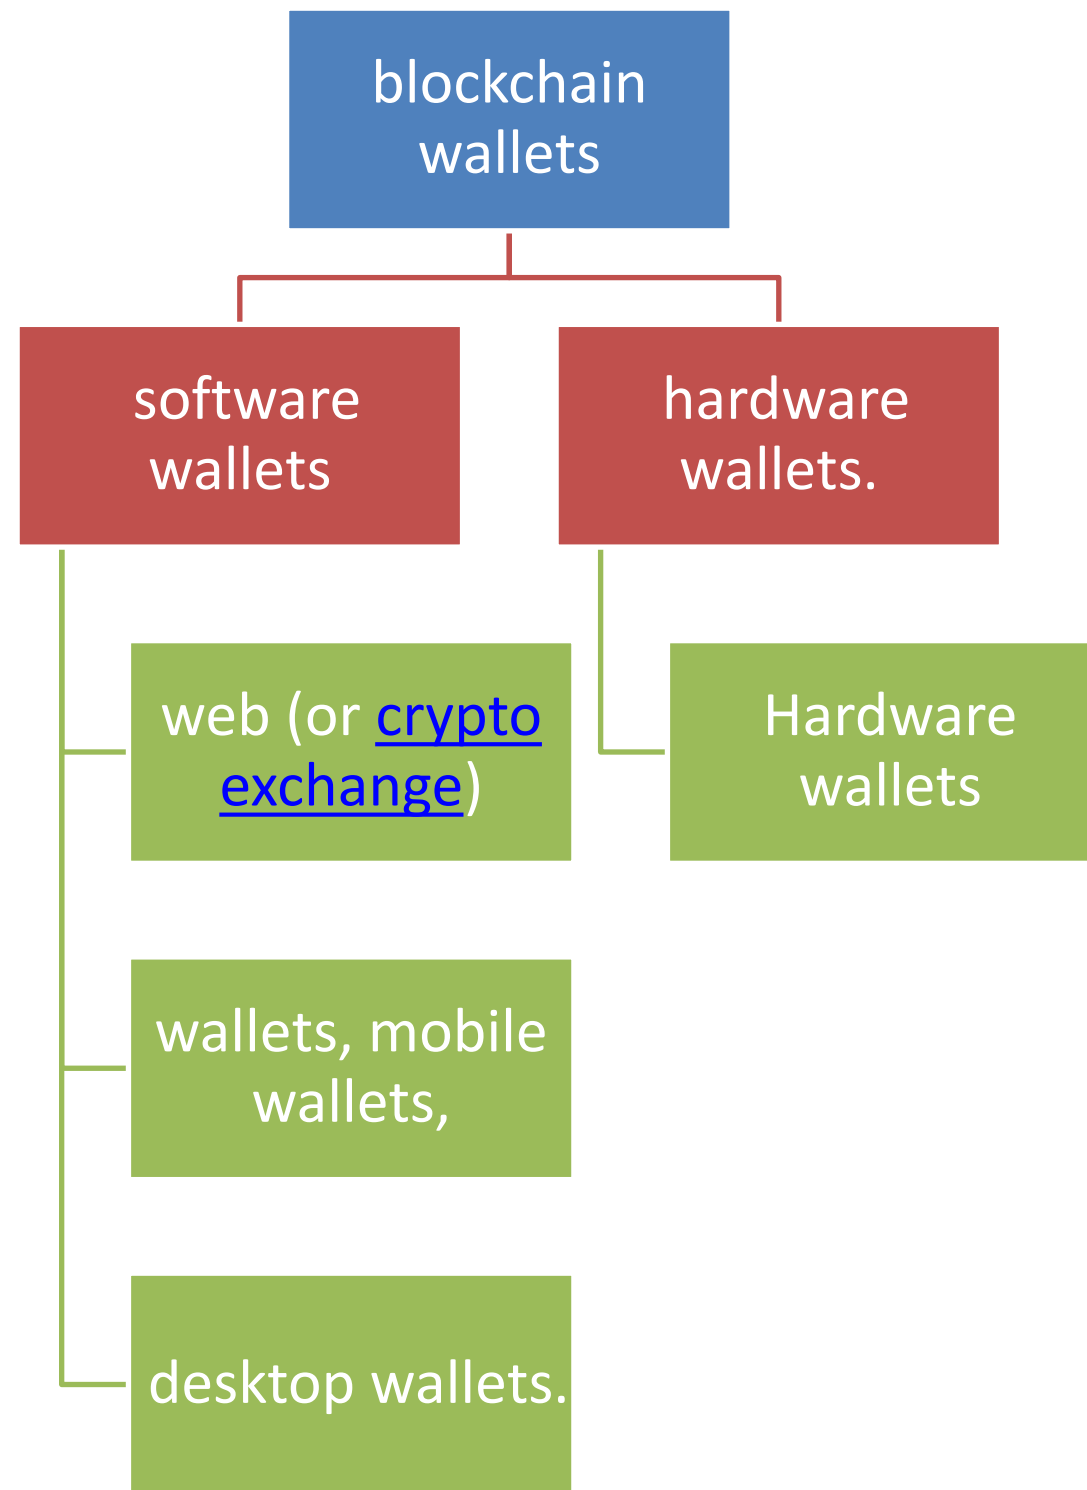 blockchain
wallets
software
wallets
hardware
wallets.
web (or crypto
exchange)
Hardware
wallets
wallets, mobile
wallets,
desktop wallets.